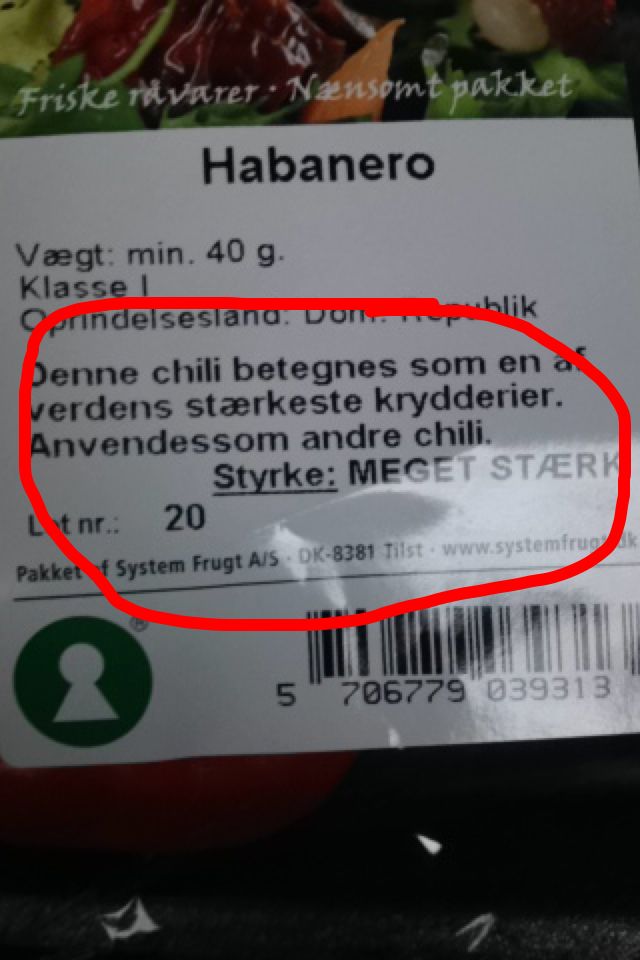 Friske råvarer · Nænsomt pakket
Habanero
Vægt: min. 40 g.
Klasse I
Oprindelsesland: Dom. Republik
Denne chili betegnes som en af
verdens stærkeste krydderier.
Anvendessom andre chili.
Styrke: MEGET STÆRK
Lot nr.: 20
Pakket af System Frugt A/S · DK-8381 Tilst · www.systemfrugt.dk
®
5 706779 039313